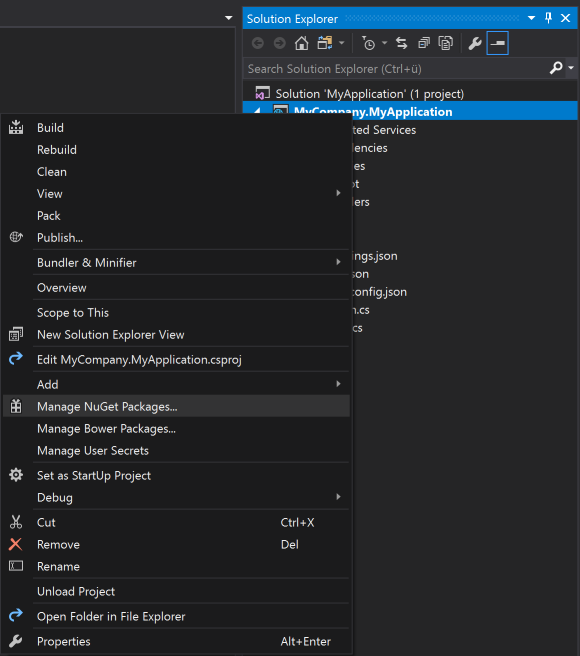 Solution Explorer
Search Solution Explorer (Ctrl+ü)
Solution 'MyApplication' (1 project)
MyCompany.MyApplication
ted Services
encies
es
ot
ers
ings.json
son
config.json
m.cs
cs
Build
Rebuild
Clean
View
Pack
Publish...
Bundler & Minifier
Overview
Scope to This
New Solution Explorer View
Edit MyCompany.MyApplication.csproj
Add
Manage NuGet Packages...
Manage Bower Packages...
Manage User Secrets
Set as StartUp Project
Debug
Cut Ctrl+X
Remove Del
Rename
Unload Project
Open Folder in File Explorer
Properties Alt+Enter